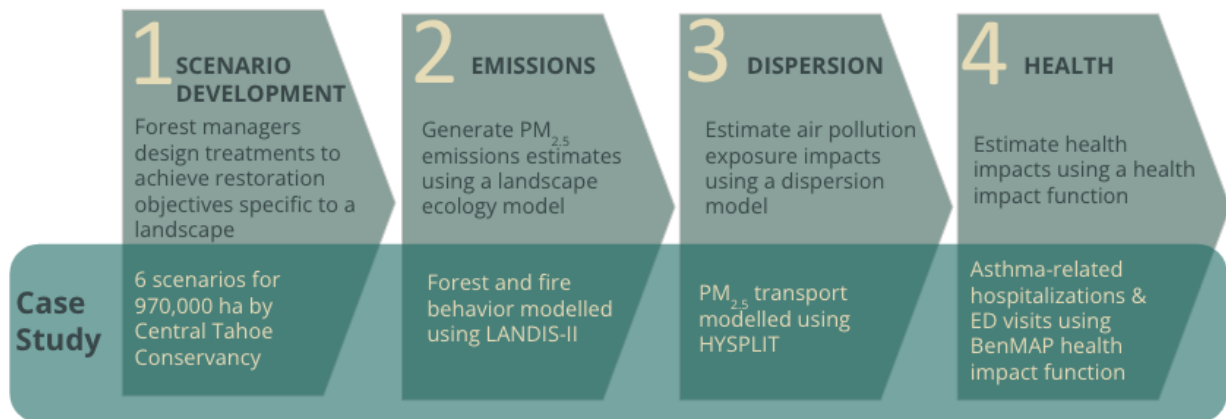 1 SCENARIO
DEVELOPMENT
Forest managers
design treatments to
achieve restoration
objectives specific to a
landscape
2 EMISSIONS
Generate PM2.5
emissions estimates
using a landscape
ecology model
3 DISPERSION
Estimate air pollution
exposure impacts
using a dispersion
model
4 HEALTH
Estimate health
impacts using a health
impact function
Case
Study
6 scenarios for
970,000 ha by
Central Tahoe
Conservancy
Forest and fire
behavior modelled
using LANDIS-II
PM2.5 transport
modelled using
HYSPLIT
Asthma-related
hospitalizations &
ED visits using
BenMAP health
impact function